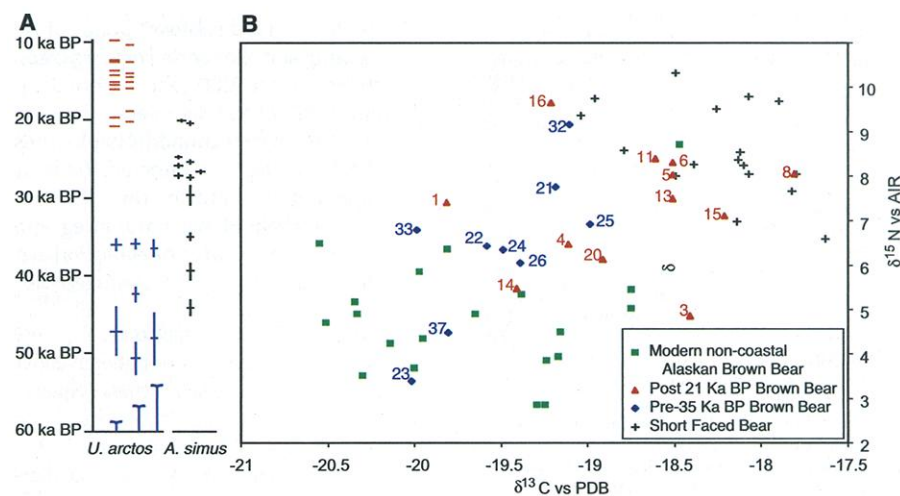 A
10 ka BP
20 ka BP
30 ka BP
40 ka BP
50 ka BP
60 ka BP
U. arctos A. simus
B
16
32
11
6
5
8
21
13
1
15
33
25
22
24
4
26
20
14
3
37
23
8
Modern non-coastal
Alaskan Brown Bear
Post 21 Ka BP Brown Bear
Pre-35 Ka BP Brown Bear
Short Faced Bear
10
9
8
7
6
5
4
3
2
δ15 N vs AIR
-21 -20.5 -20 -19.5 -19 -18.5 -18 -17.5
δ13 C vs PDB